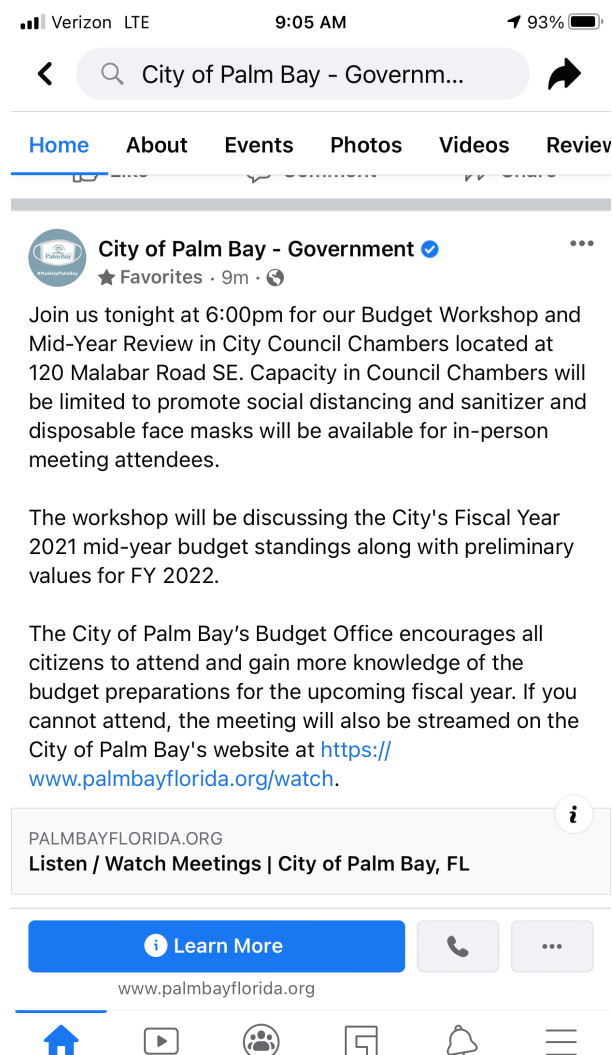 Verizon LTE 9:05 AM 93%
City of Palm Bay - Governm...
Home About Events Photos Videos Review
Like Comment Share
Palm Bay
#MaskUpPalmBay
City of Palm Bay - Government
Favorites · 9m ·
Join us tonight at 6:00pm for our Budget Workshop and
Mid-Year Review in City Council Chambers located at
120 Malabar Road SE. Capacity in Council Chambers will
be limited to promote social distancing and sanitizer and
disposable face masks will be available for in-person
meeting attendees.
The workshop will be discussing the City's Fiscal Year
2021 mid-year budget standings along with preliminary
values for FY 2022.
The City of Palm Bay’s Budget Office encourages all
citizens to attend and gain more knowledge of the
budget preparations for the upcoming fiscal year. If you
cannot attend, the meeting will also be streamed on the
City of Palm Bay's website at https://
www.palmbayflorida.org/watch.
PALMBAYFLORIDA.ORG
Listen / Watch Meetings | City of Palm Bay, FL
Learn More
www.palmbayflorida.org